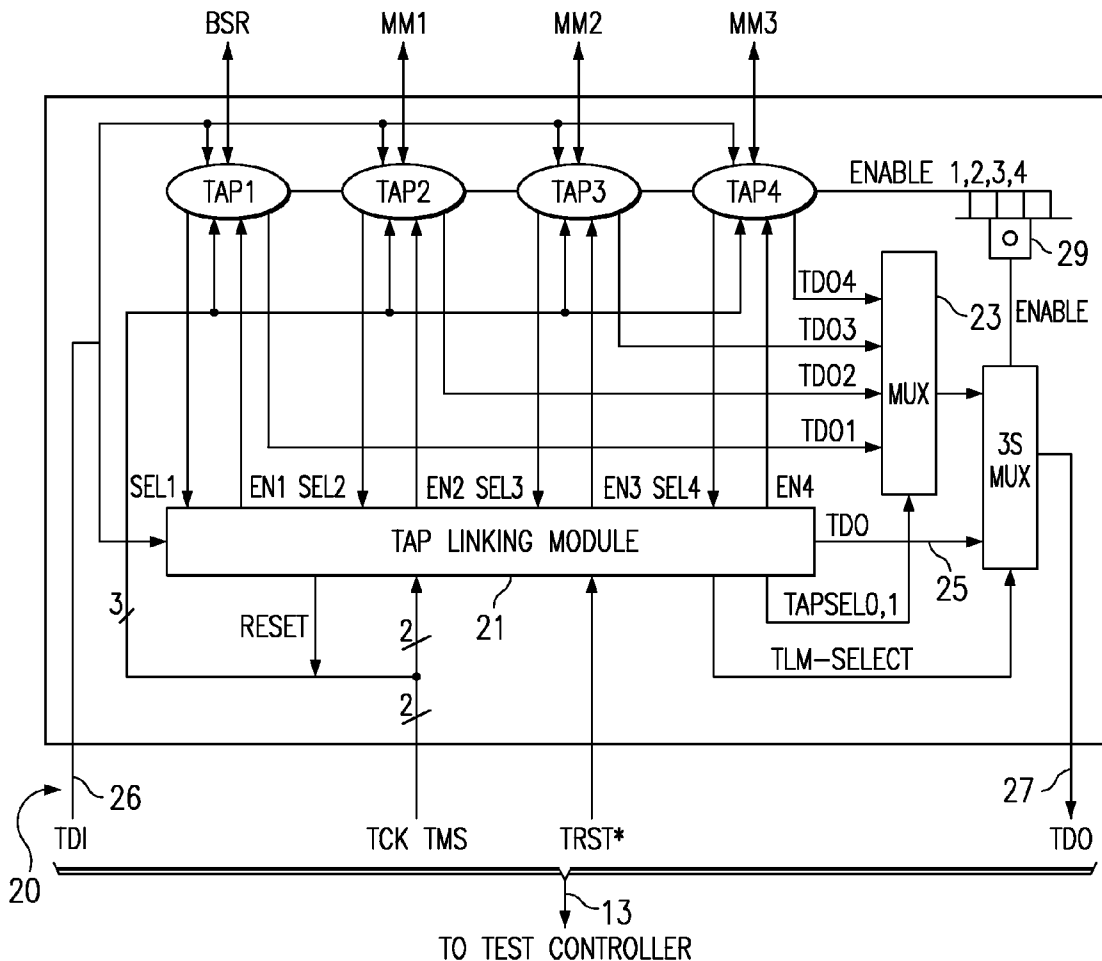 BSR MM1 MM2 MM3
TAP1 TAP2 TAP3 TAP4 ENABLE 1,2,3,4
29
TDO4 23 ENABLE
TDO3
TDO2 MUX
TDO1 3S
MUX
SEL1 EN1 SEL2 EN2 SEL3 EN3 SEL4 EN4
TAP LINKING MODULE TDO
25
3 RESET 2 21 TAPSEL0,1
TLM-SELECT
2
26 27
20 TDI TCK TMS TRST* TDO
13
TO TEST CONTROLLER